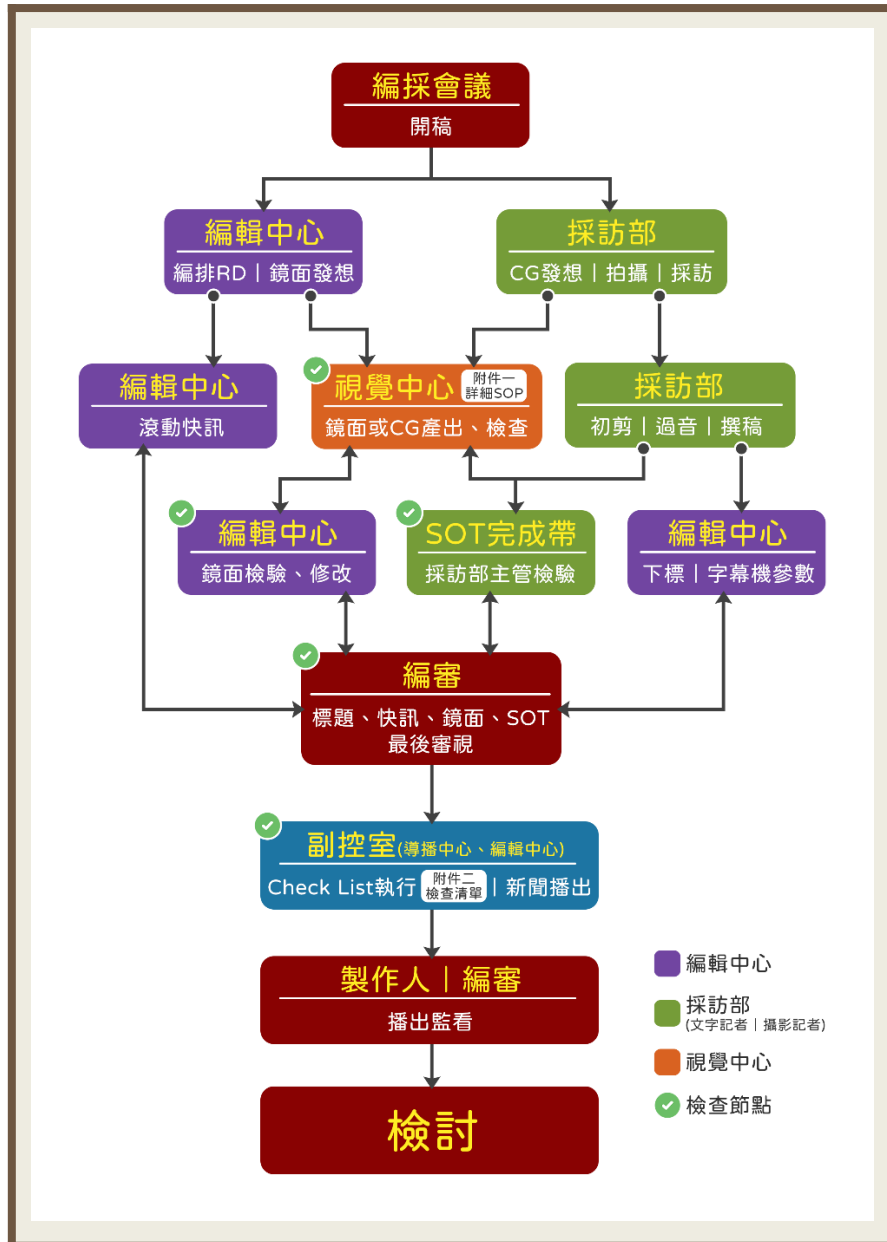 編採會議
開稿
編輯中心
編排RD｜鏡面發想
採訪部
CG發想｜拍攝｜採訪
編輯中心
滾動快訊
視覺中心
附件一
詳細SOP
鏡面或CG產出、檢查
採訪部
初剪｜過音｜撰稿
編輯中心
鏡面檢驗、修改
SOT完成帶
採訪部主管檢驗
編輯中心
下標｜字幕機參數
編審
標題、快訊、鏡面、SOT
最後審視
副控室(導播中心、編輯中心)
Check List執行
附件二
檢查清單
｜新聞播出
製作人｜編審
播出監看
檢討
編輯中心
採訪部
(文字記者｜攝影記者)
視覺中心
檢查節點